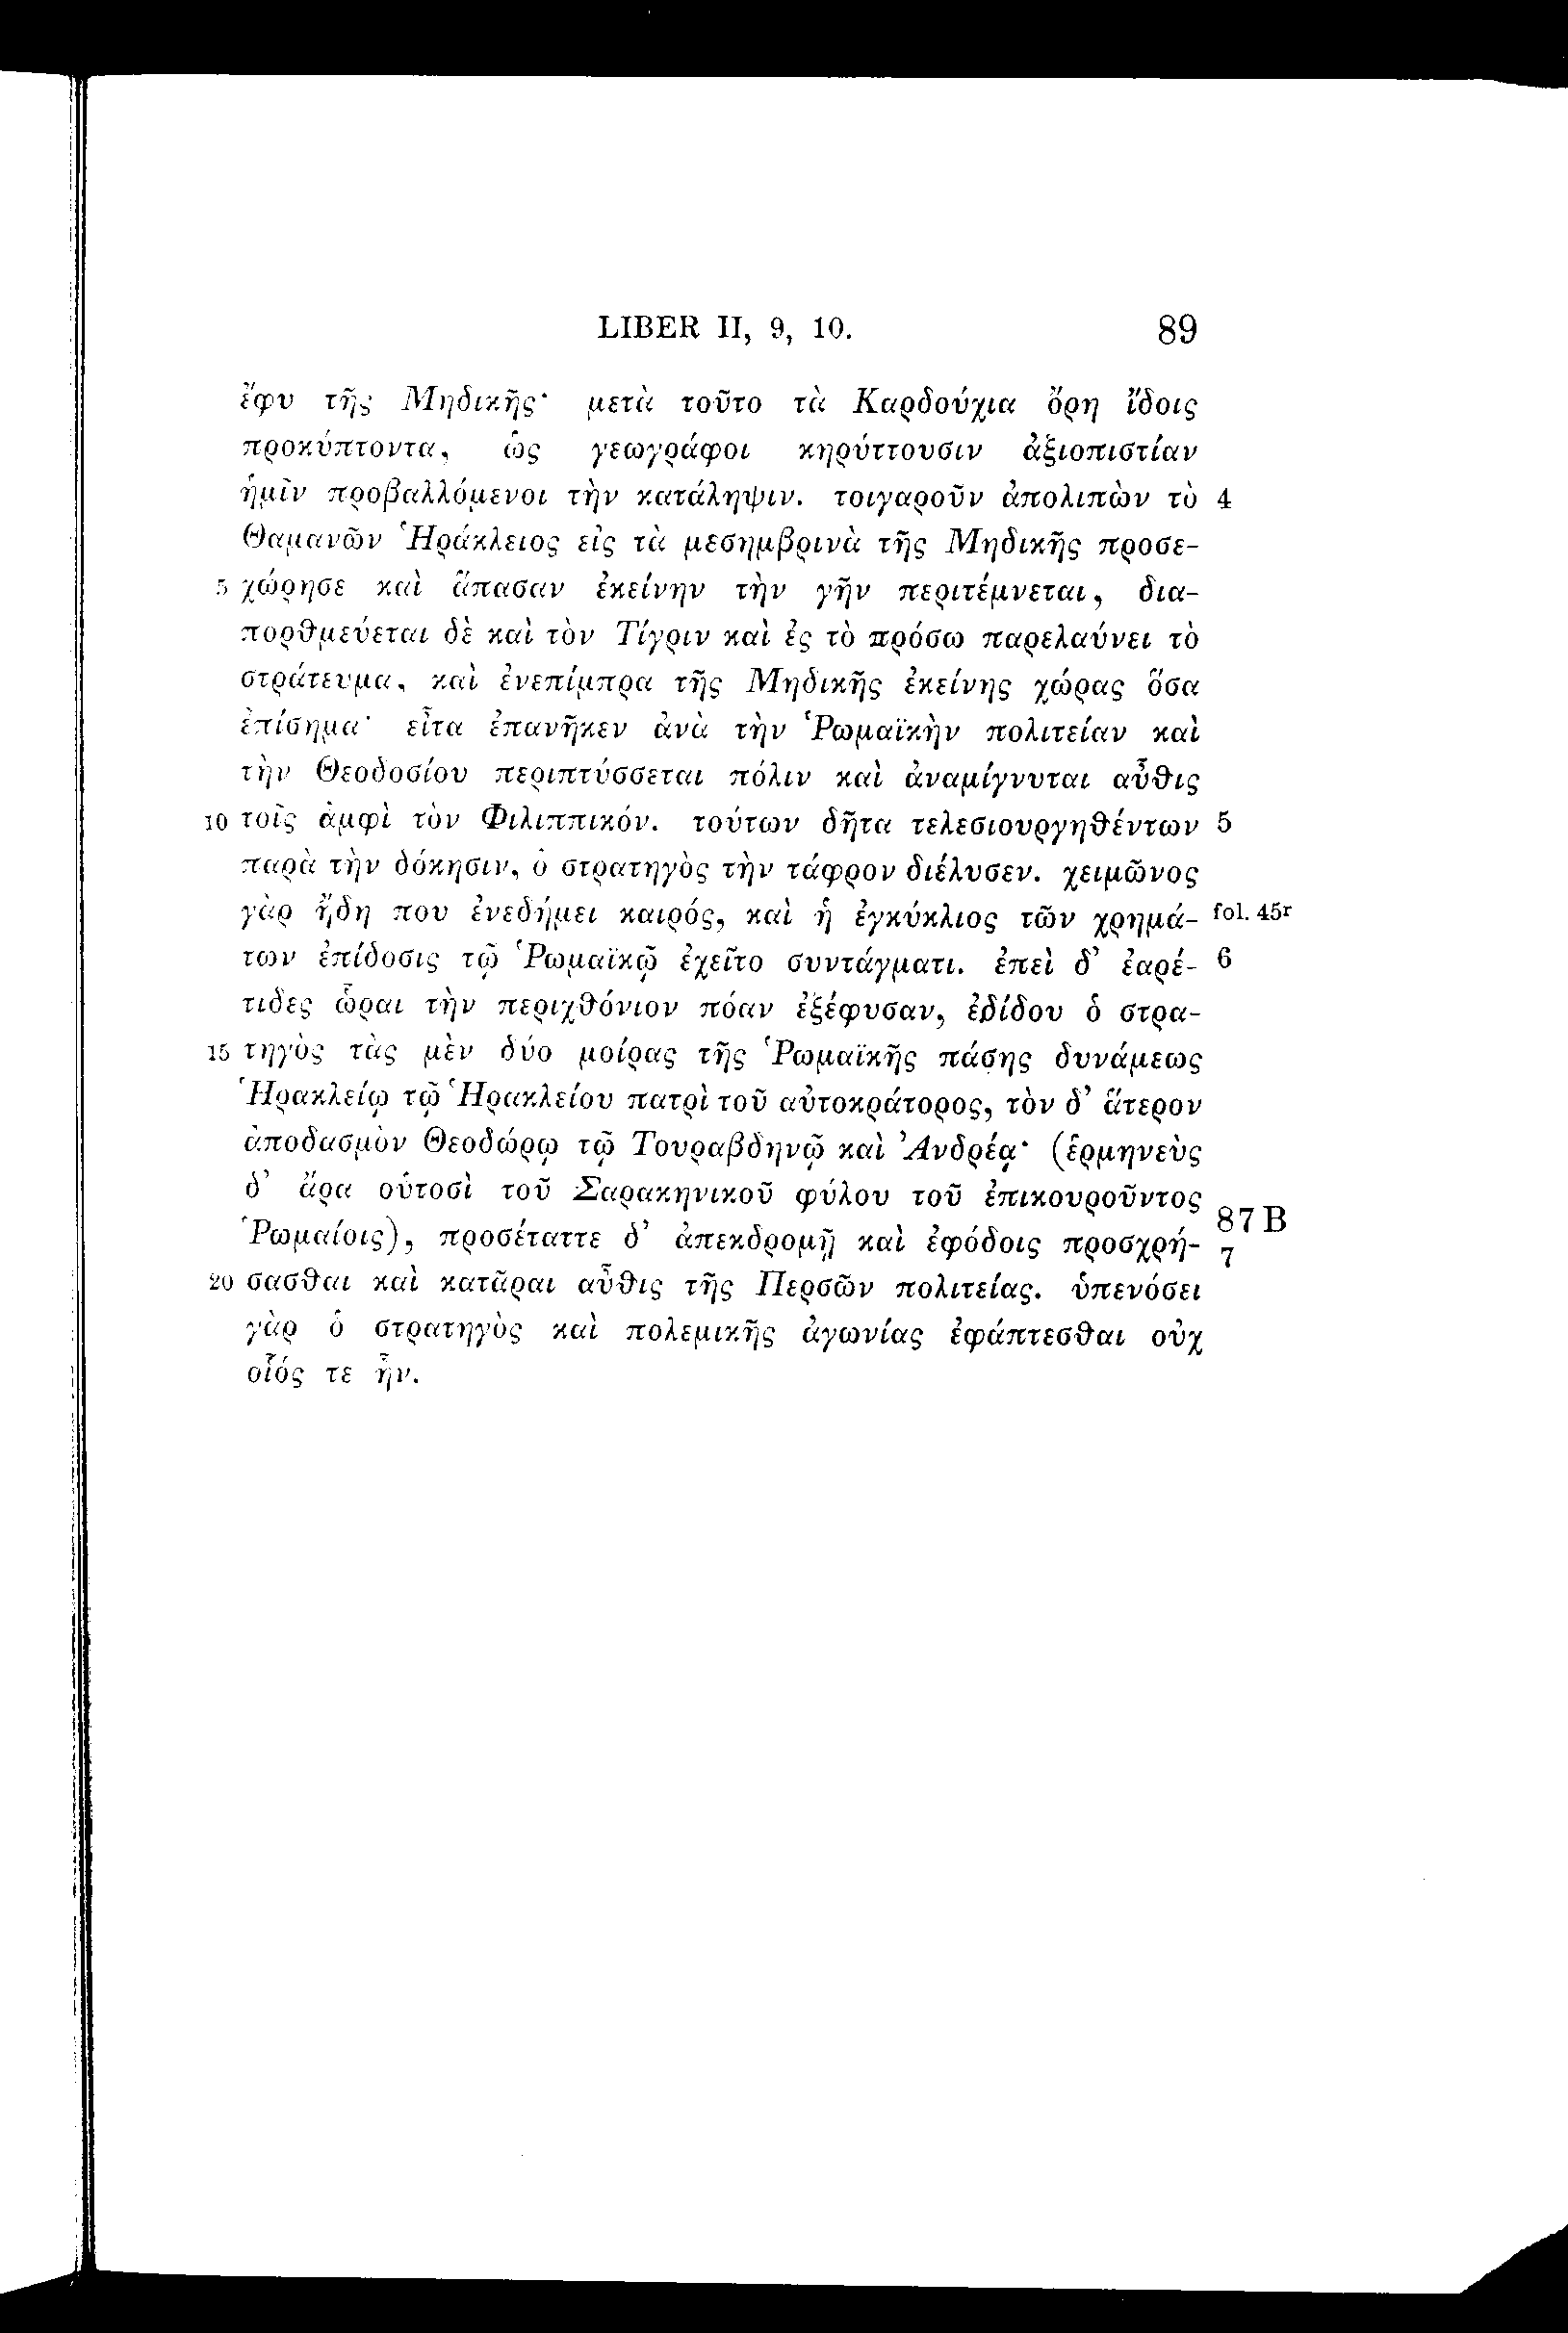 LIBER II, 9, 10. 89
ἔφυ τῆς Μηδικῆς· μετὰ τοῦτο τὰ Καρδούχια ὄρη ἴδοις
προκύπτοντα, ὡς γεωγράφοι κηρύττουσιν ἀξιοπιστίαν
ἡμῖν προβαλλόμενοι τὴν κατάληψιν. τοιγαροῦν ἀπολιπὼν τὸ 4
Θαμανῶν Ἡράκλειος εἰς τὰ μεσημβρινὰ τῆς Μηδικῆς προσε-
5 χώρησε καὶ ἅπασαν ἐκείνην τὴν γῆν περιτέμνεται, δια-
πορθμεύεται δὲ καὶ τὸν Τίγριν καὶ ἐς τὸ πρόσω παρελαύνει τὸ
στράτευμα, καὶ ἐνεπίμπρα τῆς Μηδικῆς ἐκείνης χώρας ὅσα
ἐπίσημα· εἶτα ἐπανῆκεν ἀνὰ τὴν Ῥωμαϊκὴν πολιτείαν καὶ
τὴν Θεοδοσίου περιπτύσσεται πόλιν καὶ ἀναμίγνυται αὖθις
10 τοῖς ἀμφὶ τὸν Φιλιππικόν. τούτων δῆτα τελεσιουργηθέντων 5
παρὰ τὴν δόκησιν, ὁ στρατηγὸς τὴν τάφρον διέλυσεν. χειμῶνος
γὰρ ἤδη που ἐνεδήμει καιρός, καὶ ἡ ἐγκύκλιος τῶν χρημά- fol. 45r
των ἐπίδοσις τῷ Ῥωμαϊκῷ ἐχεῖτο συντάγματι. ἐπεὶ δ’ ἐαρέ- 6
τιδες ὧραι τὴν περιχθόνιον πόαν ἐξέφυσαν, ἐδίδου ὁ στρα-
15 τηγὸς τὰς μὲν δύο μοίρας τῆς Ῥωμαϊκῆς πάσης δυνάμεως
Ἡρακλείῳ τῷ Ἡρακλείου πατρὶ τοῦ αὐτοκράτορος, τὸν δ’ ἅτερον
ἀποδασμὸν Θεοδώρῳ τῷ Τουραβδηνῷ καὶ Ἀνδρέᾳ· (ἑρμηνεὺς
δ’ ἄρα οὑτοσὶ τοῦ Σαρακηνικοῦ φύλου τοῦ ἐπικουροῦντος
Ῥωμαίοις), προσέταττε δ’ ἀπεκδρομῇ καὶ ἐφόδοις προσχρή- 87 B 7
20 σασθαι καὶ κατᾶραι αὖθις τῆς Περσῶν πολιτείας. ὑπενόσει
γὰρ ὁ στρατηγὸς καὶ πολεμικῆς ἀγωνίας ἐφάπτεσθαι οὐχ
οἷός τε ἦν.